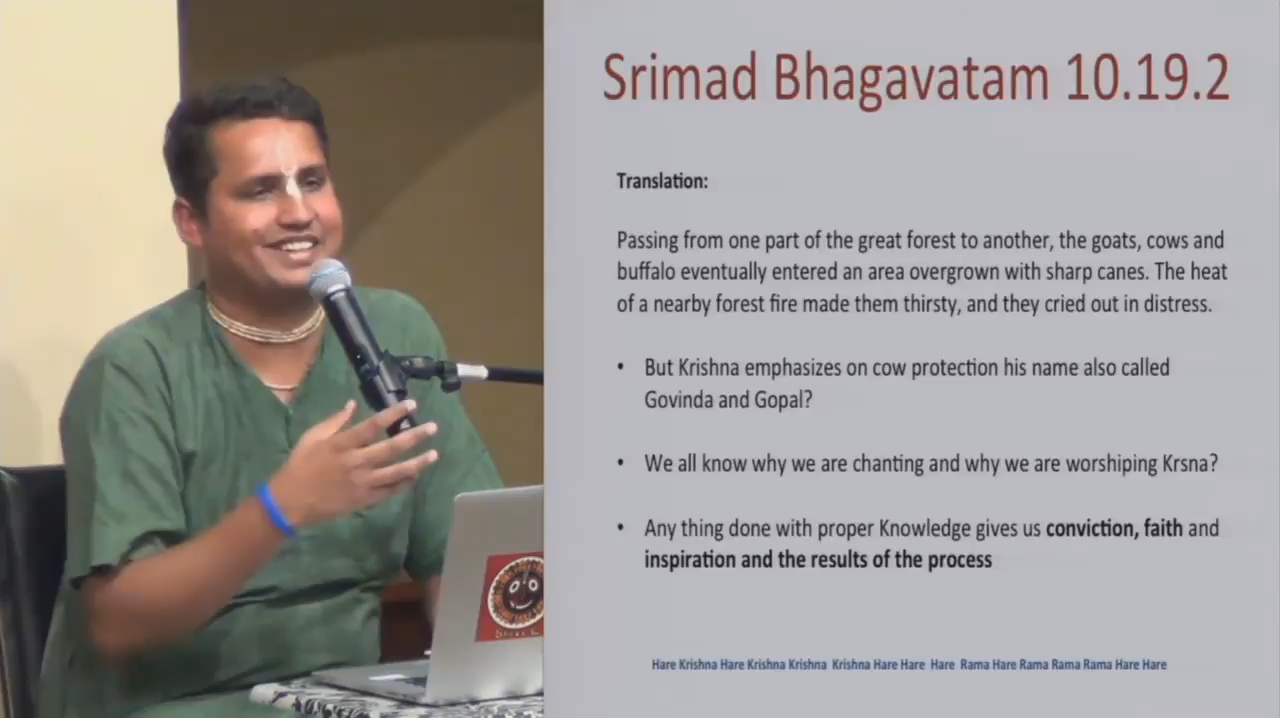 Srimad Bhagavatam 10.19.2
Translation:
Passing from one part of the great forest to another, the goats, cows and
buffalo eventually entered an area overgrown with sharp canes. The heat
of a nearby forest fire made them thirsty, and they cried out in distress.
• But Krishna emphasizes on cow protection his name also called
Govinda and Gopal?
• We all know why we are chanting and why we are worshiping Krsna?
• Any thing done with proper Knowledge gives us conviction, faith and
inspiration and the results of the process
Hare Krishna Hare Krishna Krishna Krishna Hare Hare Hare Rama Hare Rama Rama Rama Hare Hare